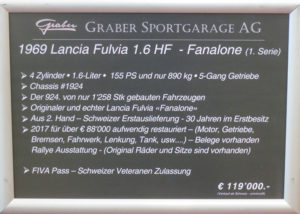 Graber GRABER SPORTGARAGE AG
1969 Lancia Fulvia 1.6 HF - Fanalone (1. Serie)
➢ 4 Zylinder • 1.6-Liter • 155 PS und nur 890 kg • 5-Gang Getriebe
➢ Chassis #1924
➢ Der 924. von nur 1'258 Stk gebauten Fahrzeugen
➢ Originaler und echter Lancia Fulvia «Fanalone»
➢ Aus 2. Hand – Schweizer Erstauslieferung - 30 Jahren im Erstbesitz
➢ 2017 für über € 88'000 aufwendig restauriert – (Motor, Getriebe,
Bremsen, Fahrwerk, Lenkung, Tank, usw....) – Belege vorhanden
Rallye Ausstattung - (Original Räder und Sitze sind vorhanden)
➢ FIVA Pass – Schweizer Veteranen Zulassung
€ 119'000.-